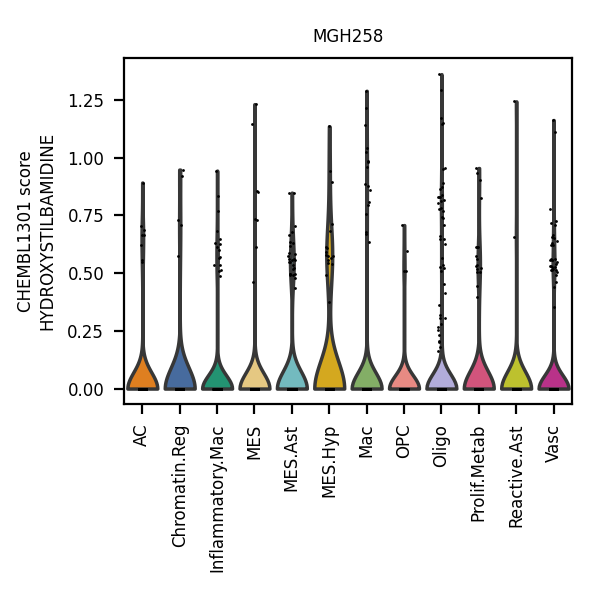 MGH258
CHEMBL1301 score
HYDROXYSTILBAMIDINE
1.25
1.00
0.75
0.50
0.25
0.00
AC
Chromatin.Reg
Inflammatory.Mac
MES
MES.Ast
MES.Hyp
Mac
OPC
Oligo
Prolif.Metab
Reactive.Ast
Vasc